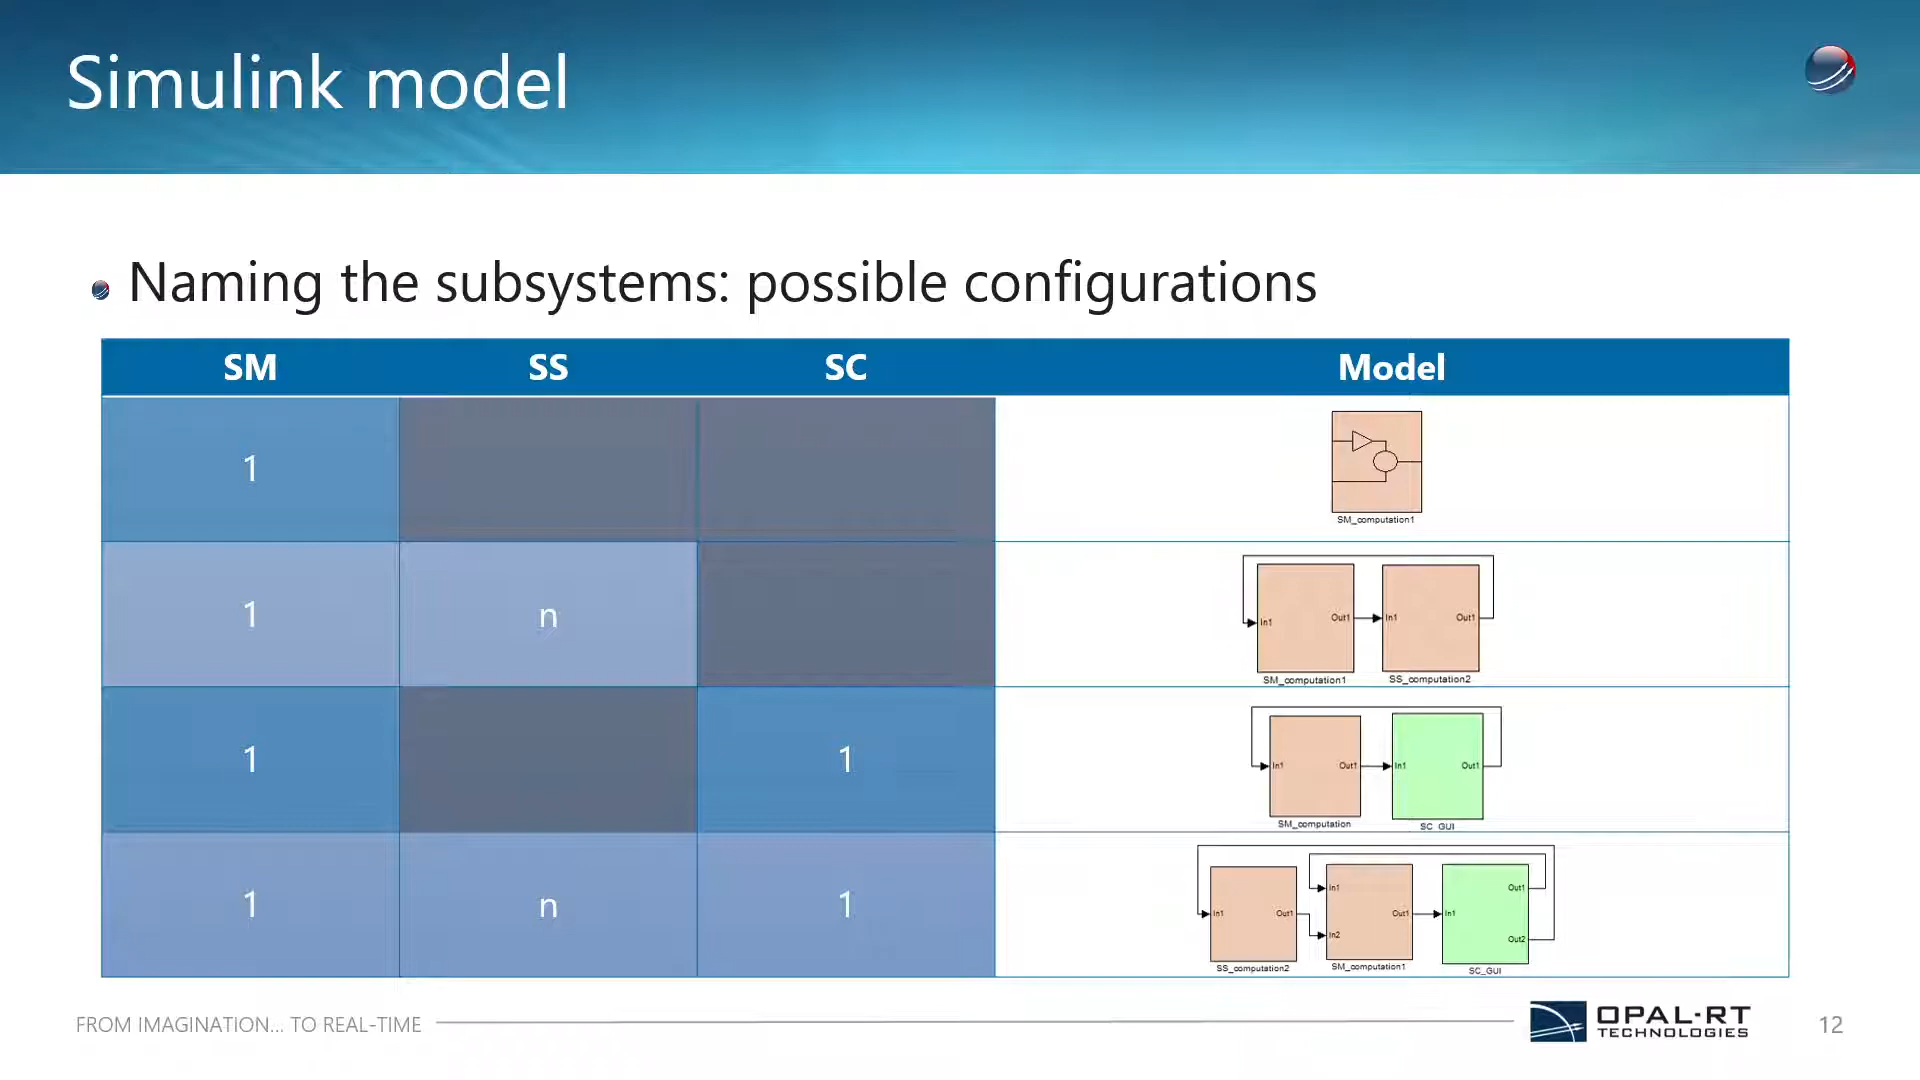 Simulink model
Naming the subsystems: possible configurations
SM SS SC Model
1
SM_computation1
1 n
In1 Out1 In1 Out1
SM_computation1 SS_computation2
1 1
In1 Out1 In1 Out1
SM_computation SC_GUI
1 n 1
In1 Out1
In1 Out1
In1 Out1 In2
Out2
SS_computation2 SM_computation1 SC_GUI
FROM IMAGINATION... TO REAL-TIME
OPAL-RT
TECHNOLOGIES
12